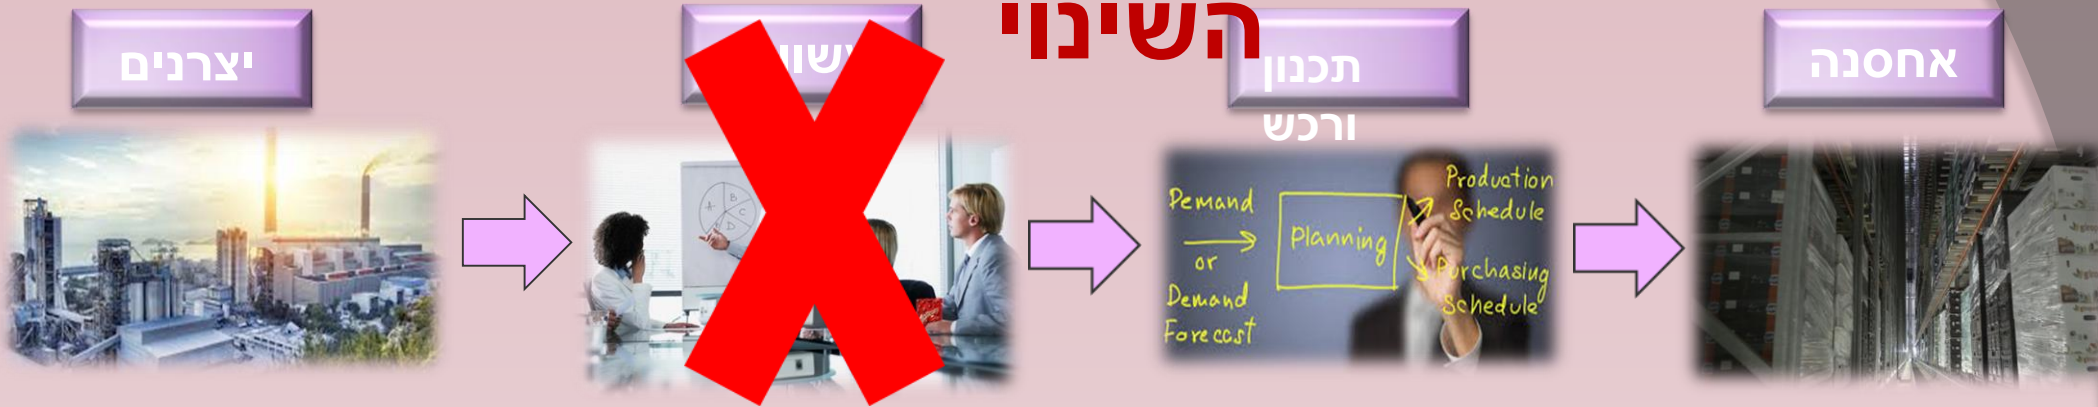 השינוי
יצרנים
תכנון
ורכש
אחסנה
Demand
or
Demand
Forecast
Planning
Production
Schedule
Purchasing
Schedule
A
B
C
D